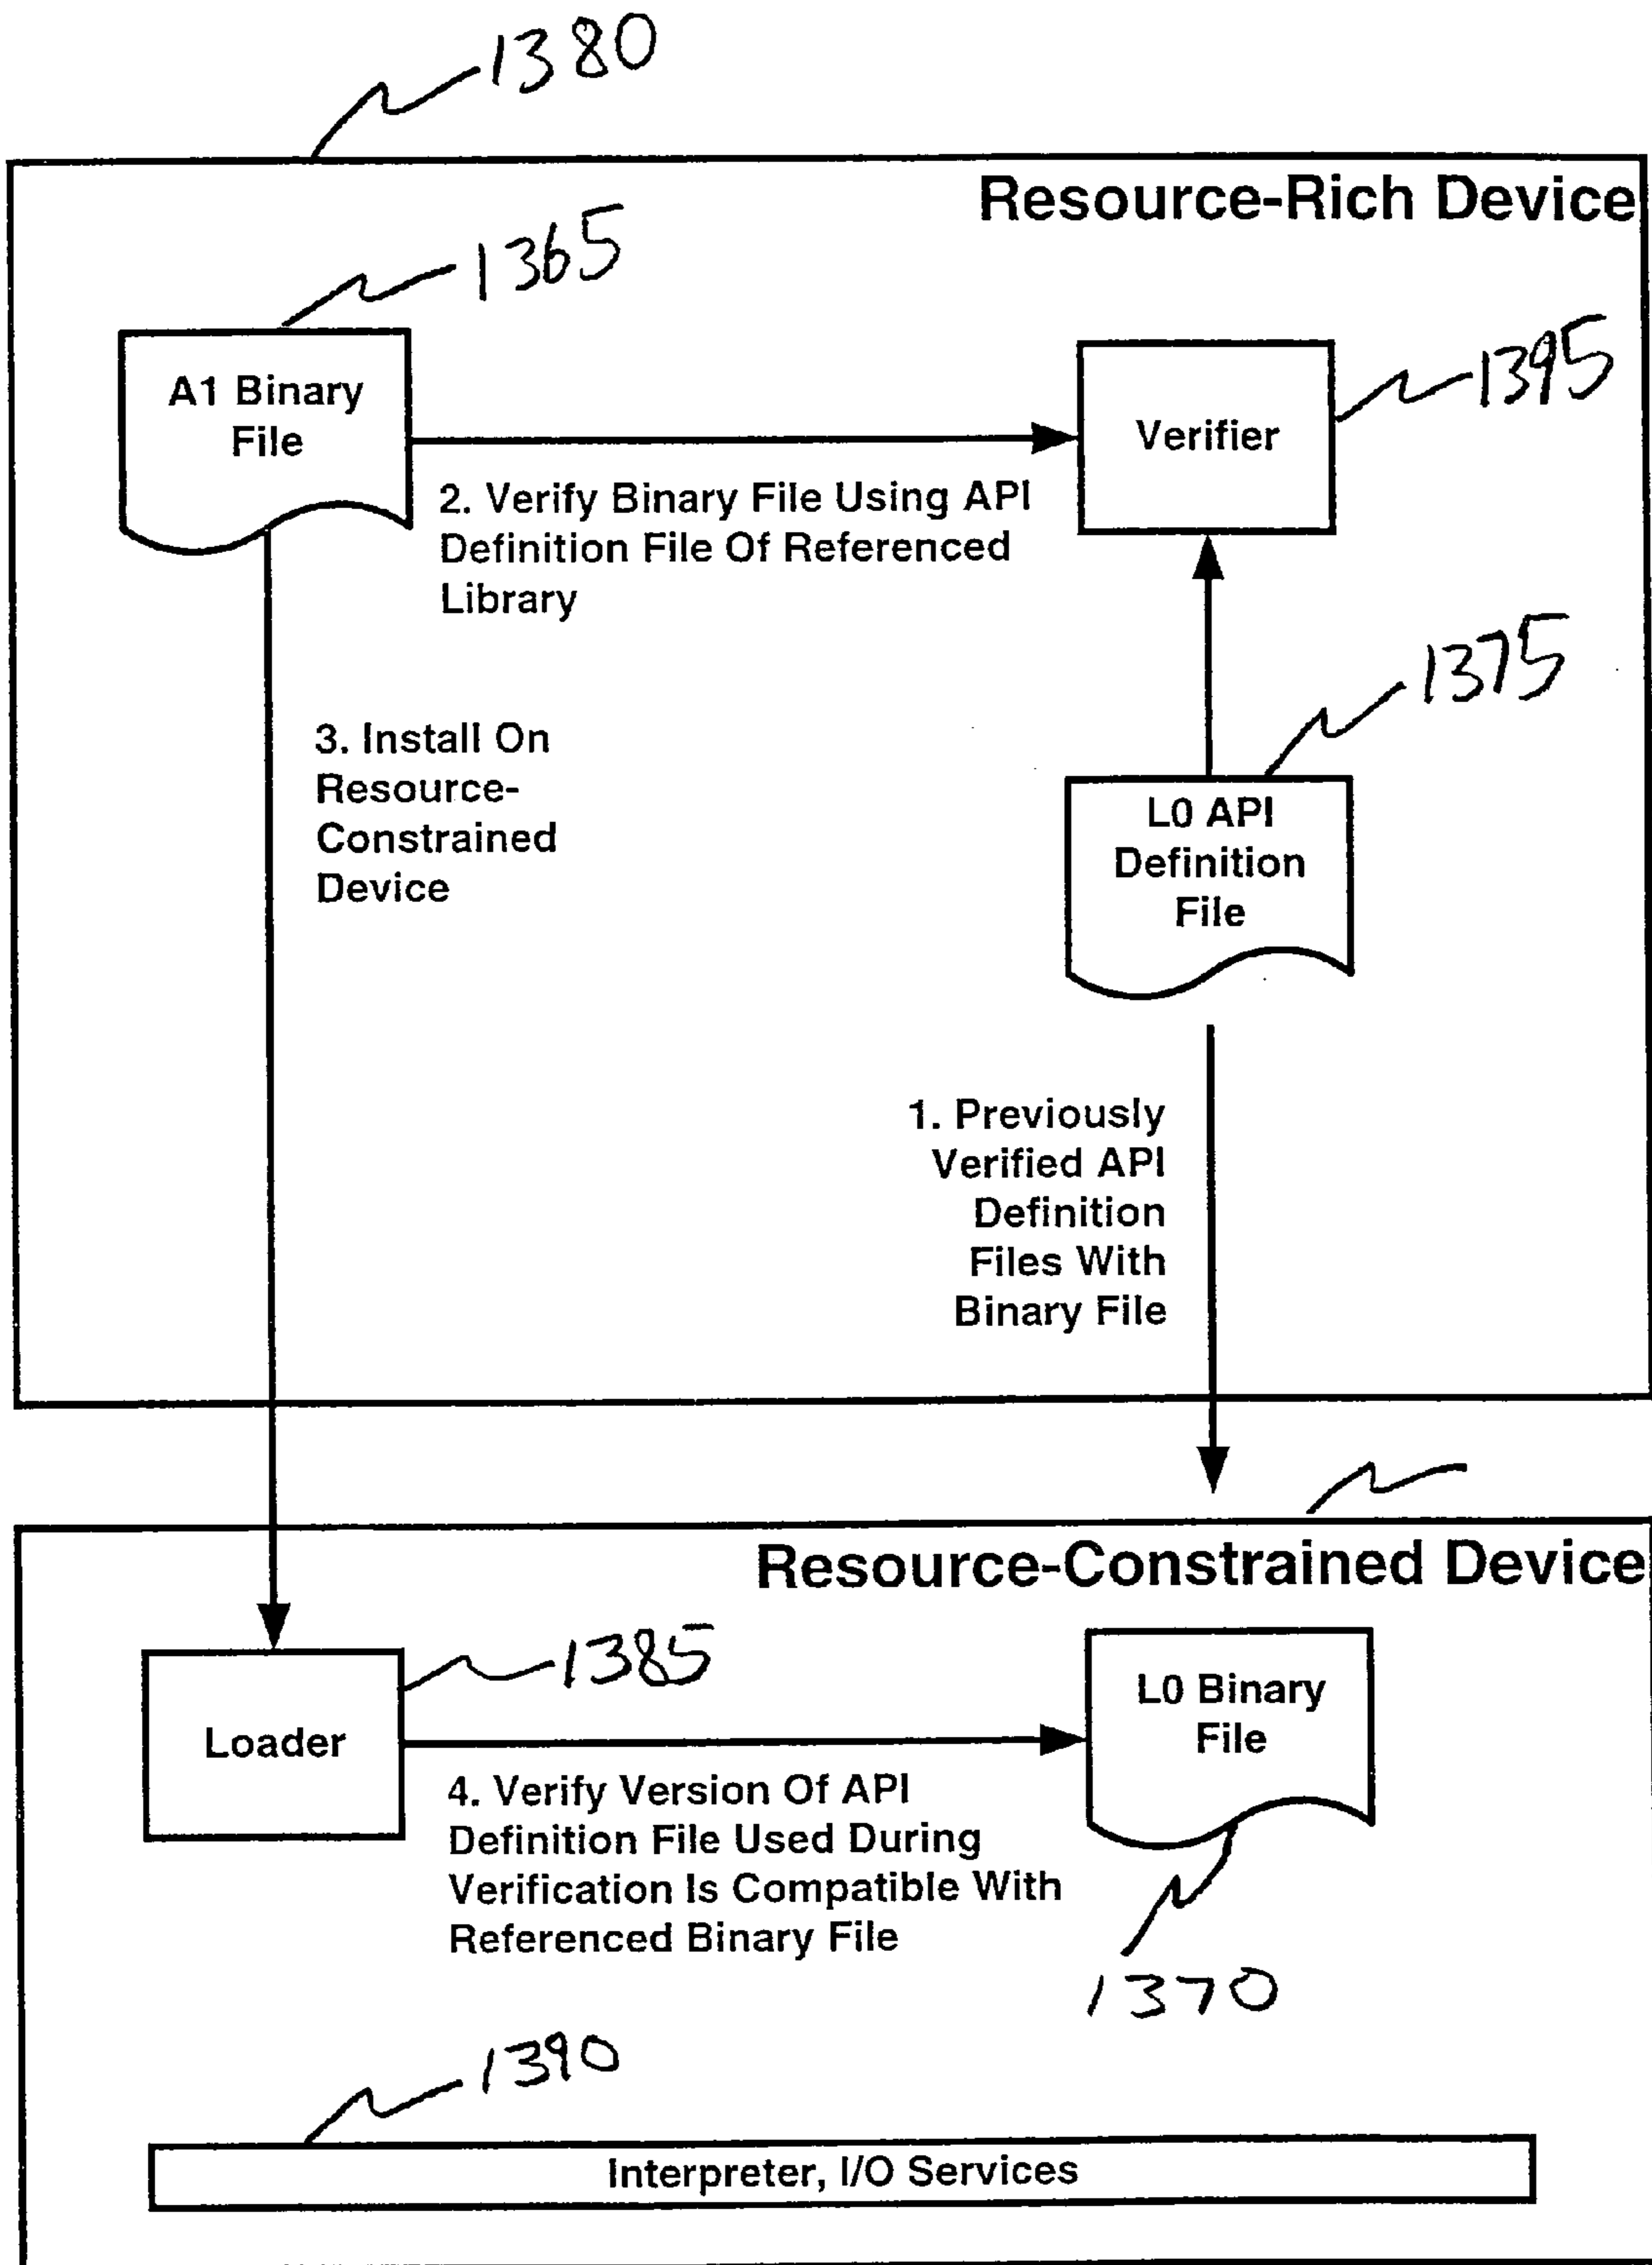 1380
Resource-Rich Device
1365
A1 Binary
File
1395
Verifier
2. Verify Binary File Using API
Definition File Of Referenced
Library
1375
3. Install On
Resource-
Constrained
Device
L0 API
Definition
File
1. Previously
Verified API
Definition
Files With
Binary File
Resource-Constrained Device
1385
Loader
L0 Binary
File
4. Verify Version Of API
Definition File Used During
Verification Is Compatible With
Referenced Binary File
1370
1390
Interpreter, I/O Services